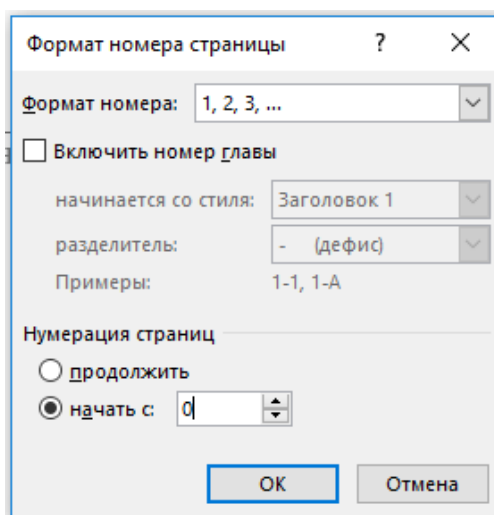 Формат номера страницы ? ×
Формат номера: 1, 2, 3, ...
Включить номер главы
начинается со стиля: Заголовок 1
разделитель: - (дефис)
Примеры: 1-1, 1-A
Нумерация страниц
продолжить
начать с: 0
ОК Отмена